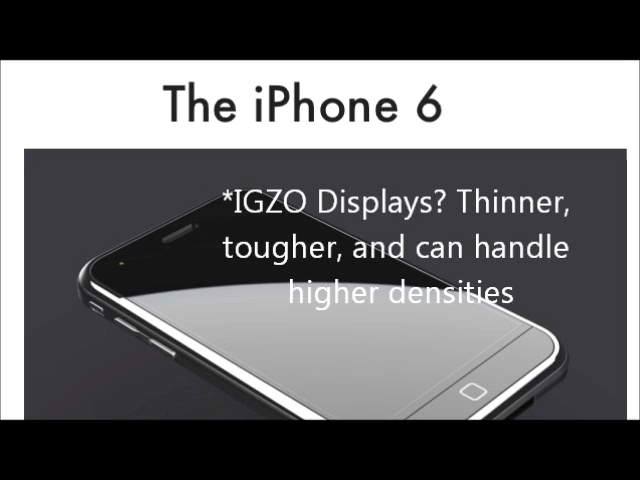 The iPhone 6
*IGZO Displays? Thinner,
tougher, and can handle
higher densities